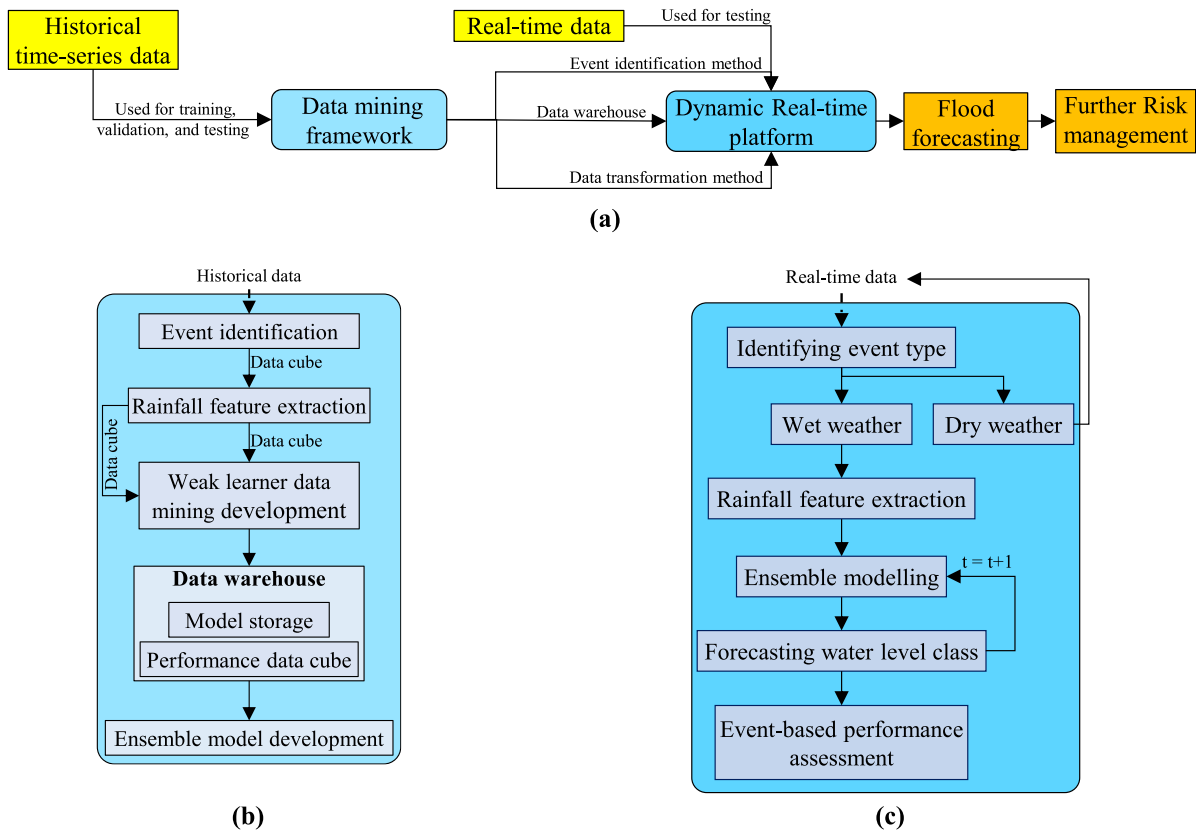 Historical
time-series data
Real-time data
Used for testing
Event identification method
Used for training,
validation, and testing
Data mining
framework
Data warehouse
Dynamic Real-time
platform
Flood
forecasting
Further Risk
management
Data transformation method
(a)
Historical data
Event identification
Data cube
Rainfall feature extraction
Data cube
Data cube
Weak learner data
mining development
Data warehouse
Model storage
Performance data cube
Ensemble model development
(b)
Real-time data
Identifying event type
Wet weather
Dry weather
Rainfall feature extraction
t = t+1
Ensemble modelling
Forecasting water level class
Event-based performance
assessment
(c)